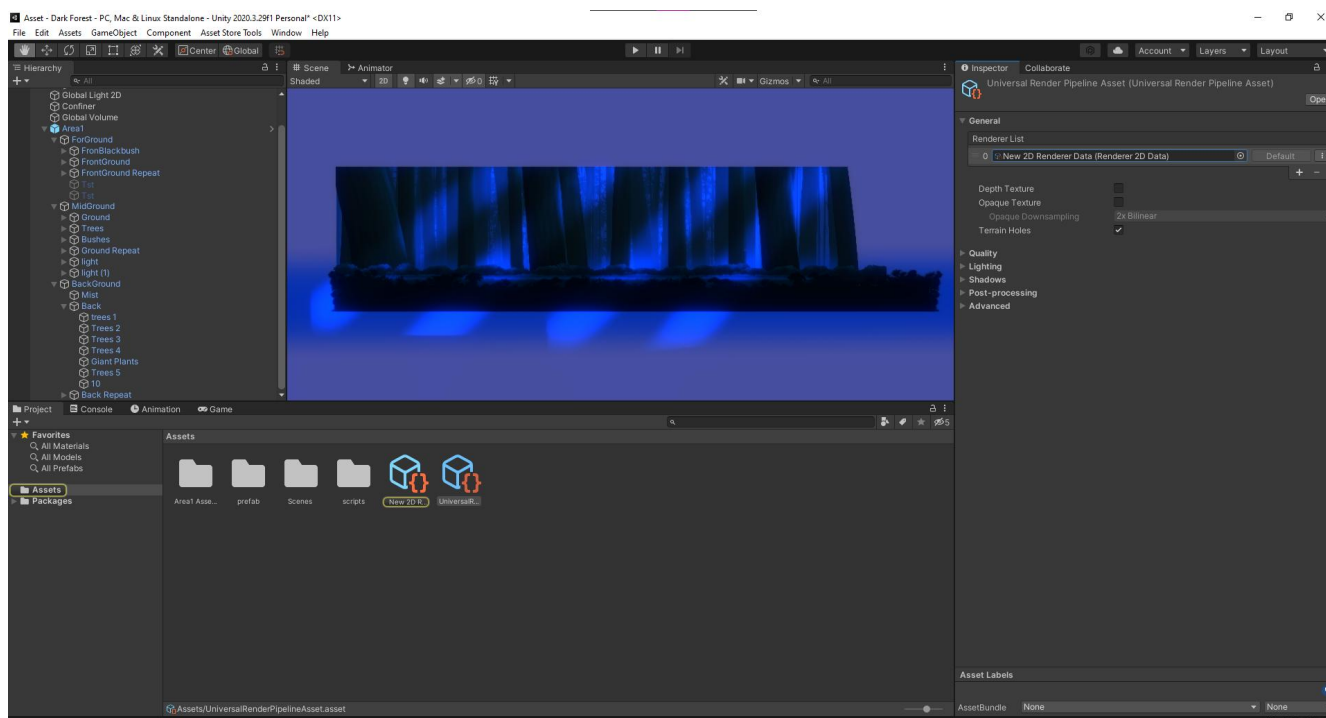 Asset - Dark Forest - PC, Mac & Linux Standalone - Unity 2020.3.29f1 Personal* <DX11>
File Edit Assets GameObject Component Asset Store Tools Window Help
Center Global
Account Layers Layout
Hierarchy
All
Global Light 2D
Confiner
Global Volume
Area1
ForGround
FronBlackbush
FrontGround
FrontGround Repeat
Tst
Tst
MidGround
Ground
Trees
Bushes
Ground Repeat
light
light (1)
BackGround
Mist
Back
trees 1
Trees 2
Trees 3
Trees 4
Giant Plants
Trees 5
10
Back Repeat
Scene Animator
Shaded 2D 0 Gizmos All
Inspector Collaborate
Universal Render Pipeline Asset (Universal Render Pipeline Asset)
Ope
General
Renderer List
0 New 2D Renderer Data (Renderer 2D Data) Default
+ -
Depth Texture
Opaque Texture
Opaque Downsampling 2x Bilinear
Terrain Holes
Quality
Lighting
Shadows
Post-processing
Advanced
Project Console Animation Game
5
Favorites
All Materials
All Models
All Prefabs
Assets
Packages
Assets
Area1 Asse... prefab Scenes scripts New 2D R... UniversalR...
Assets/UniversalRenderPipelineAsset.asset
Asset Labels
AssetBundle None None